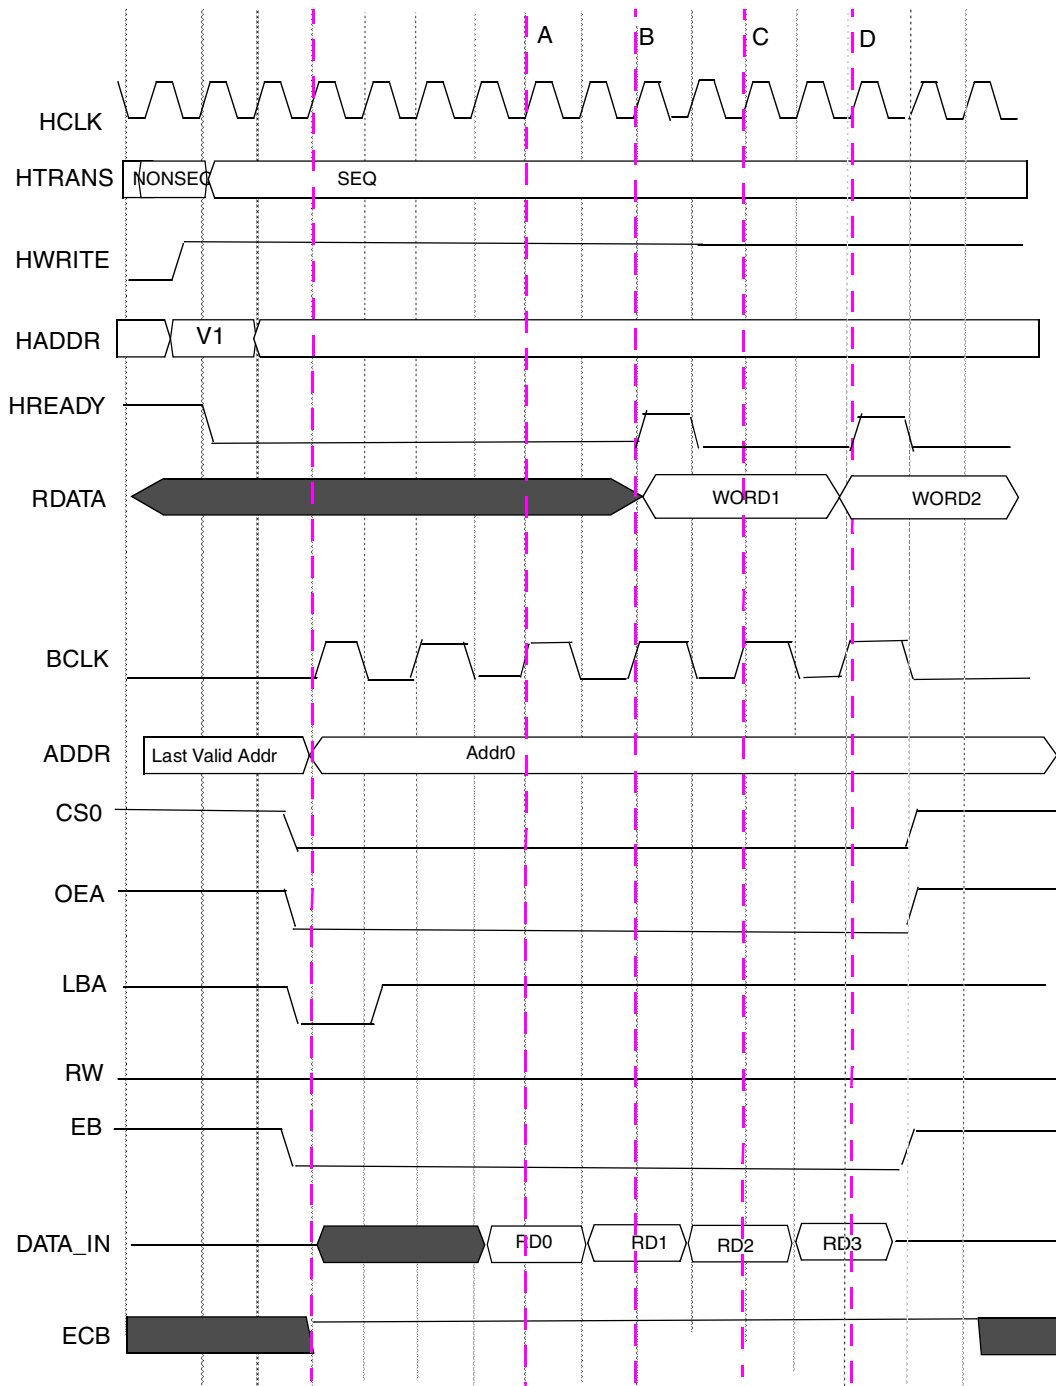 A B C D
HCLK
HTRANS NONSEQ SEQ
HWRITE
HADDR V1
HREADY
RDATA WORD1 WORD2
BCLK
ADDR Last Valid Addr Addr0
CS0
OEA
LBA
RW
EB
DATA_IN RD0 RD1 RD2 RD3
ECB